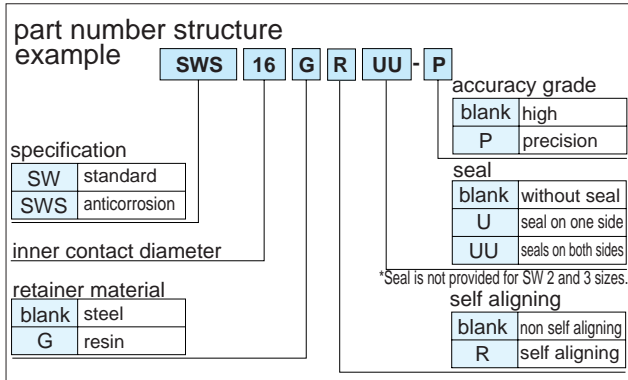 part number structure
example
SWS 16 G R UU - P
specification
SW standard
SWS anticorrosion
inner contact diameter
retainer material
blank steel
G resin
accuracy grade
blank high
P precision
seal
blank without seal
U seal on one side
UU seals on both sides
*Seal is not provided for SW 2 and 3 sizes.
self aligning
blank non self aligning
R self aligning